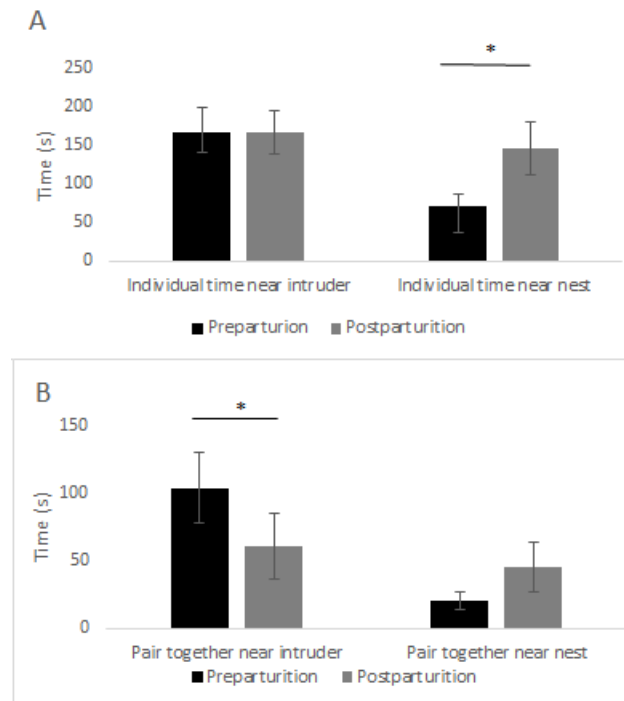 A
*
250
200
150
100
50
0
Time (s)
Individual time near intruder Individual time near nest
Preparturion Postparturition
B
*
150
100
50
0
Time (s)
Pair together near intruder Pair together near nest
Preparturition Postparturition